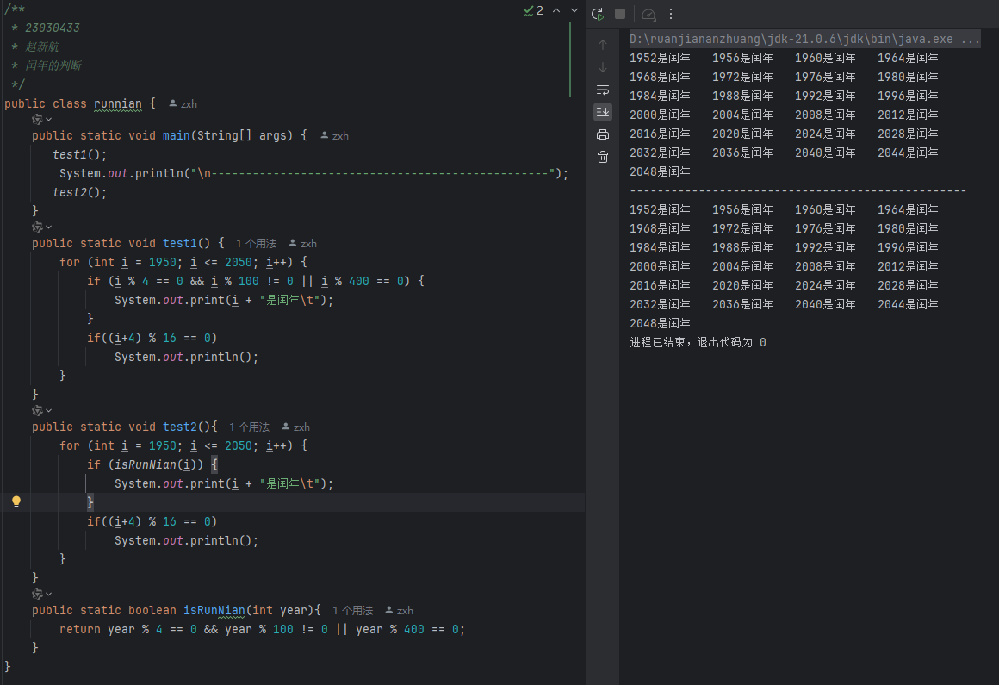 /**
 * 23030433
 * 赵新航
 * 闰年的判断
 */
public class runnian { zxh
public static void main(String[] args) { zxh
test1();
System.out.println("\n-------------------------------------------------");
test2();
}
public static void test1() { 1 个用法 zxh
for (int i = 1950; i <= 2050; i++) {
if (i % 4 == 0 && i % 100 != 0 || i % 400 == 0) {
System.out.print(i + "是闰年\t");
}
if((i+4) % 16 == 0)
System.out.println();
}
}
public static void test2(){ 1 个用法 zxh
for (int i = 1950; i <= 2050; i++) {
if (isRunNian(i)) {
System.out.print(i + "是闰年\t");
}
if((i+4) % 16 == 0)
System.out.println();
}
}
public static boolean isRunNian(int year){ 1 个用法 zxh
return year % 4 == 0 && year % 100 != 0 || year % 400 == 0;
}
}
2
D:\ruanjiananzhuang\jdk-21.0.6\jdk\bin\java.exe ...
1952是闰年 1956是闰年 1960是闰年 1964是闰年
1968是闰年 1972是闰年 1976是闰年 1980是闰年
1984是闰年 1988是闰年 1992是闰年 1996是闰年
2000是闰年 2004是闰年 2008是闰年 2012是闰年
2016是闰年 2020是闰年 2024是闰年 2028是闰年
2032是闰年 2036是闰年 2040是闰年 2044是闰年
2048是闰年
-------------------------------------------------
1952是闰年 1956是闰年 1960是闰年 1964是闰年
1968是闰年 1972是闰年 1976是闰年 1980是闰年
1984是闰年 1988是闰年 1992是闰年 1996是闰年
2000是闰年 2004是闰年 2008是闰年 2012是闰年
2016是闰年 2020是闰年 2024是闰年 2028是闰年
2032是闰年 2036是闰年 2040是闰年 2044是闰年
2048是闰年
进程已结束，退出代码为 0